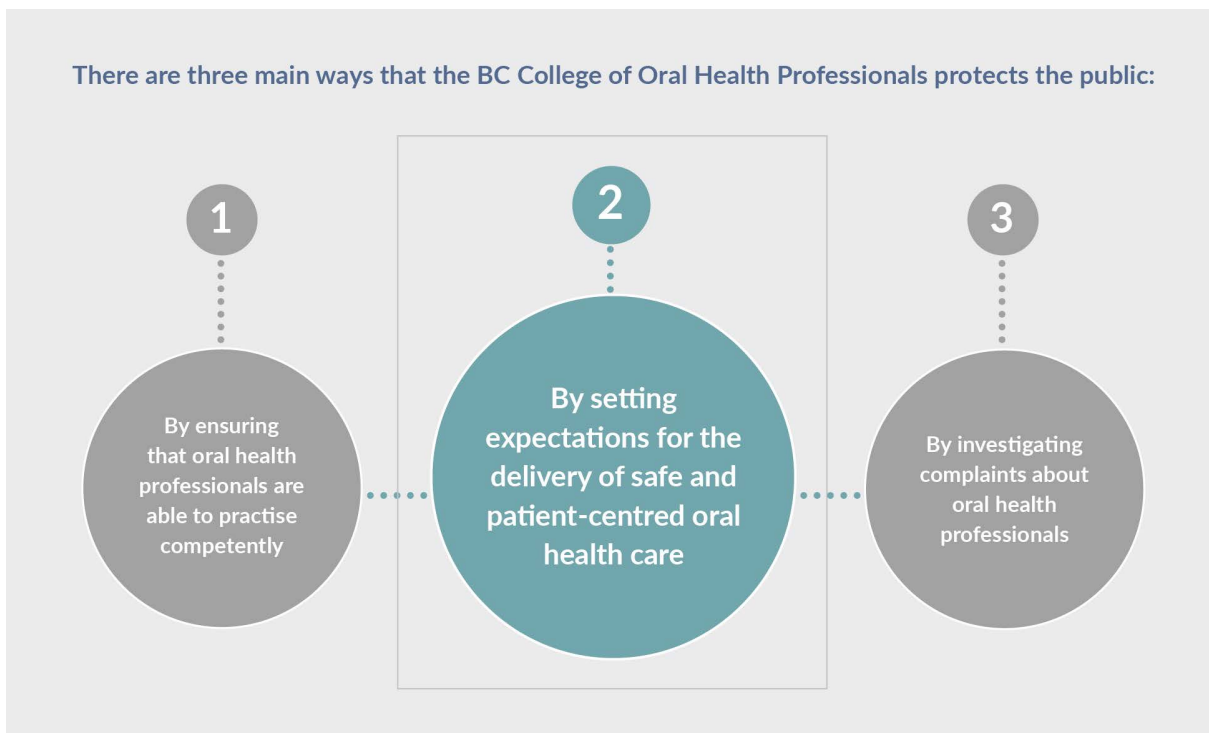 There are three main ways that the BC College of Oral Health Professionals protects the public:
1
By ensuring
that oral health
professionals are
able to practise
competently
2
By setting
expectations for the
delivery of safe and
patient-centred oral
health care
3
By investigating
complaints about
oral health
professionals